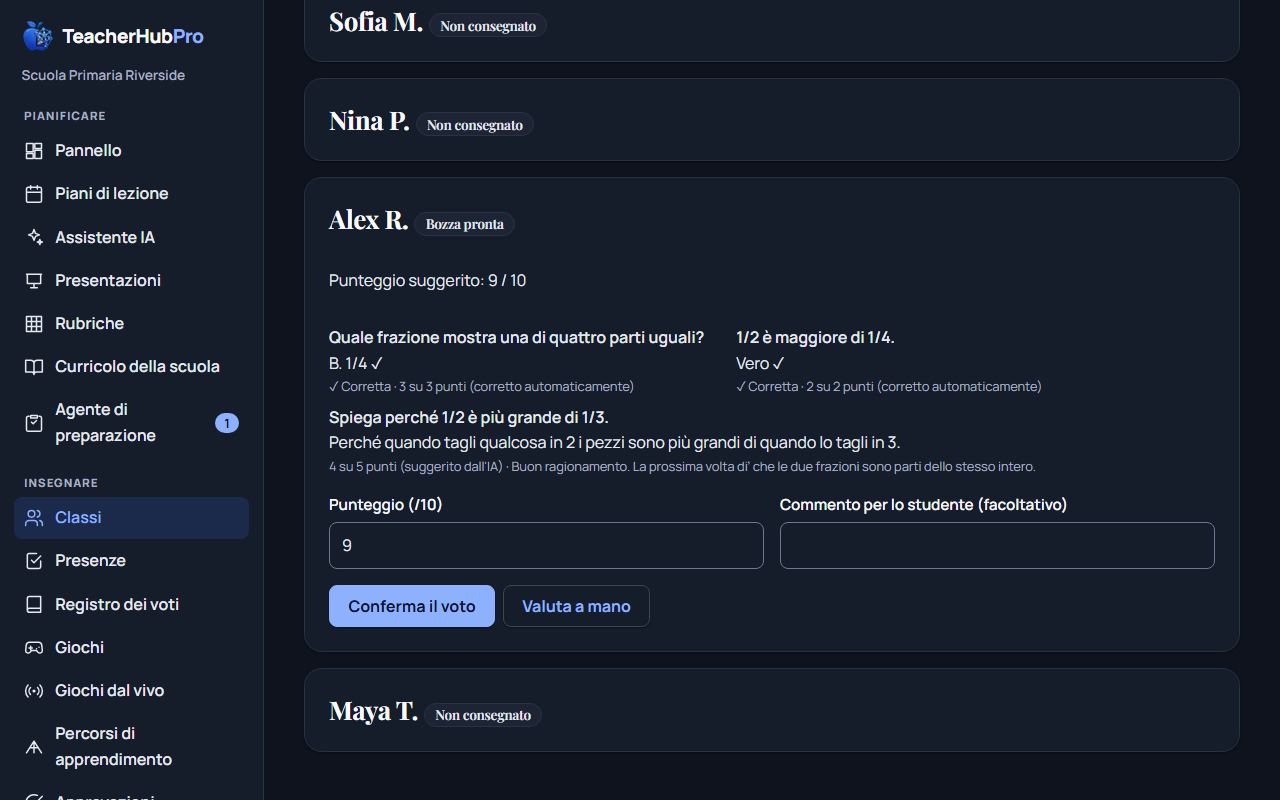 TeacherHubPro
Scuola Primaria Riverside
PIANIFICARE
Pannello
Piani di lezione
Assistente IA
Presentazioni
Rubriche
Curricolo della scuola
Agente di
preparazione
1
INSEGNARE
Classi
Presenze
Registro dei voti
Giochi
Giochi dal vivo
Percorsi di
apprendimento
Approvazioni
Sofia M. Non consegnato
Nina P. Non consegnato
Alex R. Bozza pronta
Punteggio suggerito: 9 / 10
Quale frazione mostra una di quattro parti uguali?
B. 1/4 ✓
✓ Corretta · 3 su 3 punti (corretto automaticamente)
1/2 è maggiore di 1/4.
Vero ✓
✓ Corretta · 2 su 2 punti (corretto automaticamente)
Spiega perché 1/2 è più grande di 1/3.
Perché quando tagli qualcosa in 2 i pezzi sono più grandi di quando lo tagli in 3.
4 su 5 punti (suggerito dall'IA) · Buon ragionamento. La prossima volta di' che le due frazioni sono parti dello stesso intero.
Punteggio (/10)
9
Commento per lo studente (facoltativo)
Conferma il voto
Valuta a mano
Maya T. Non consegnato